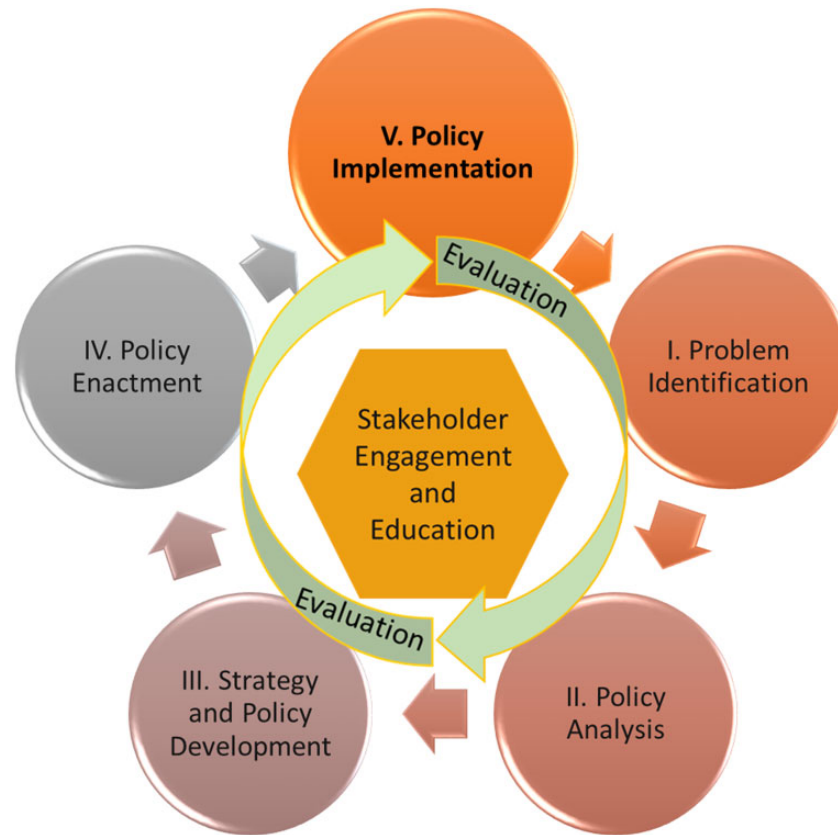 V. Policy
Implementation
Evaluation
I. Problem
Identification
IV. Policy
Enactment
Stakeholder
Engagement
and
Education
Evaluation
II. Policy
Analysis
III. Strategy
and Policy
Development